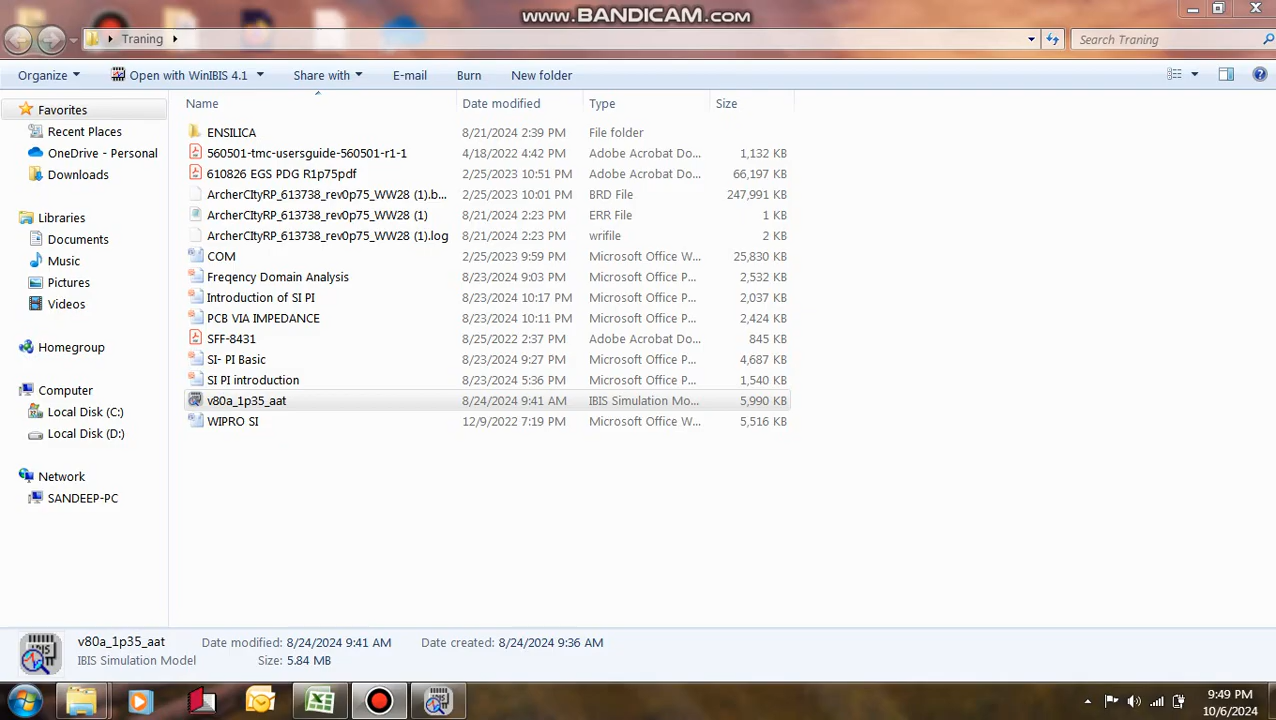 www.BANDICAM.com
Traning
Search Traning
Organize Open with WinIBIS 4.1 Share with E-mail Burn New folder
Name Date modified Type Size
Favorites
Recent Places
OneDrive - Personal
Downloads
Libraries
Documents
Music
Pictures
Videos
Homegroup
Computer
Local Disk (C:)
Local Disk (D:)
Network
SANDEEP-PC
ENSILICA 8/21/2024 2:39 PM File folder
560501-tmc-usersguide-560501-r1-1 4/18/2022 4:42 PM Adobe Acrobat Do... 1,132 KB
610826 EGS PDG R1p75pdf 2/25/2023 10:51 PM Adobe Acrobat Do... 66,197 KB
ArcherCItyRP_613738_rev0p75_WW28 (1).b... 2/25/2023 10:01 PM BRD File 247,991 KB
ArcherCItyRP_613738_rev0p75_WW28 (1) 8/21/2024 2:23 PM ERR File 1 KB
ArcherCItyRP_613738_rev0p75_WW28 (1).log 8/21/2024 2:23 PM wrifile 2 KB
COM 2/25/2023 9:59 PM Microsoft Office W... 25,830 KB
Freqency Domain Analysis 8/23/2024 9:03 PM Microsoft Office P... 2,532 KB
Introduction of SI PI 8/23/2024 10:17 PM Microsoft Office P... 2,037 KB
PCB VIA IMPEDANCE 8/23/2024 10:11 PM Microsoft Office P... 2,424 KB
SFF-8431 8/25/2022 2:37 PM Adobe Acrobat Do... 845 KB
SI- PI Basic 8/23/2024 9:27 PM Microsoft Office P... 4,687 KB
SI PI introduction 8/23/2024 5:36 PM Microsoft Office P... 1,540 KB
v80a_1p35_aat 8/24/2024 9:41 AM IBIS Simulation Mo... 5,990 KB
WIPRO SI 12/9/2022 7:19 PM Microsoft Office W... 5,516 KB
v80a_1p35_aat Date modified: 8/24/2024 9:41 AM Date created: 8/24/2024 9:36 AM
IBIS Simulation Model Size: 5.84 MB
9:49 PM
10/6/2024